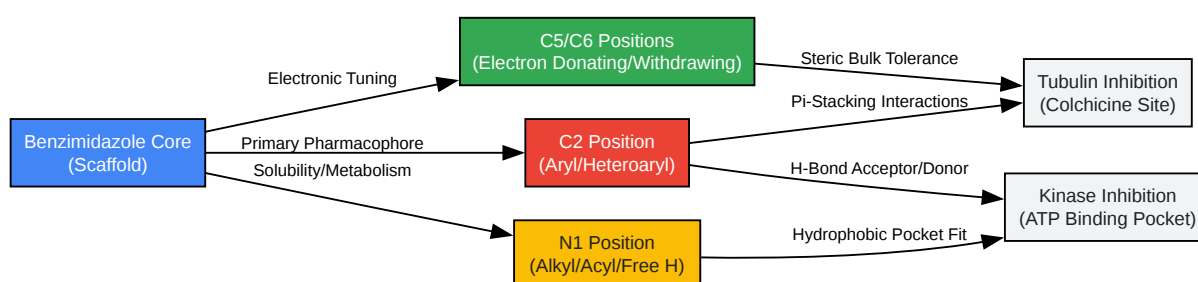 Benzimidazole Core
(Scaffold)
Electronic Tuning
Primary Pharmacophore
Solubility/Metabolism
C5/C6 Positions
(Electron Donating/Withdrawing)
C2 Position
(Aryl/Heteroaryl)
N1 Position
(Alkyl/Acyl/Free H)
Steric Bulk Tolerance
Pi-Stacking Interactions
H-Bond Acceptor/Donor
Hydrophobic Pocket Fit
Tubulin Inhibition
(Colchicine Site)
Kinase Inhibition
(ATP Binding Pocket)